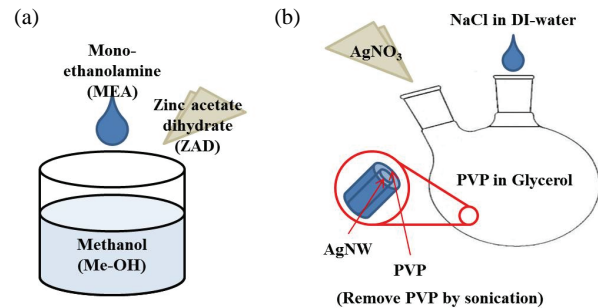 (a)
Mono-
ethanolamine
(MEA)
Zinc acetate
dihydrate
(ZAD)
Methanol
(Me-OH)
(b)
NaCl in DI-water
AgNO₃
PVP in Glycerol
AgNW
PVP
(Remove PVP by sonication)